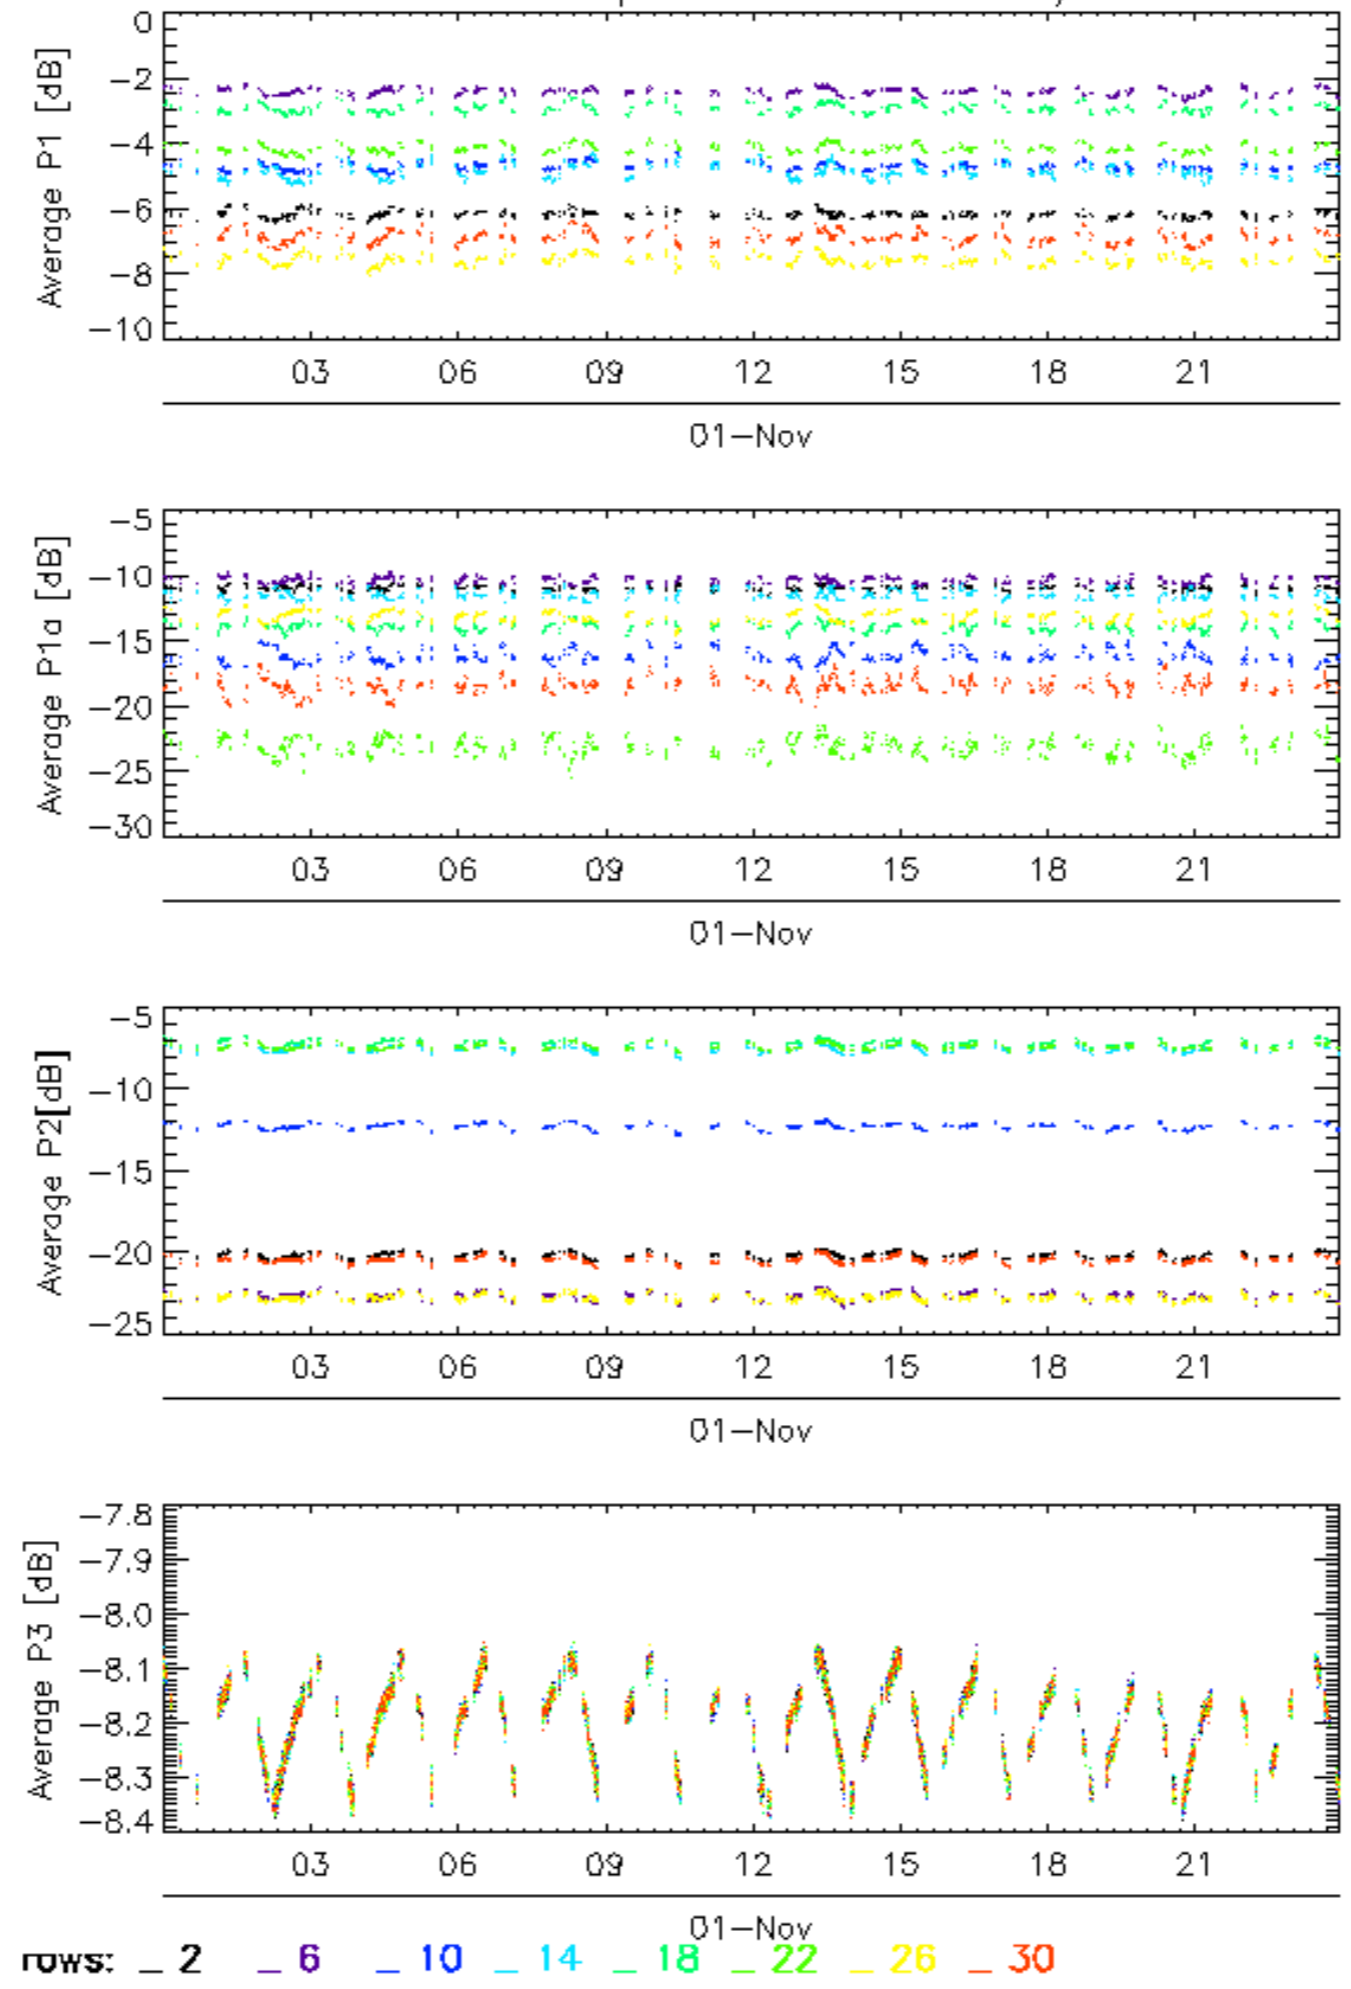 0
−2
−4
−6
−8
−10
Average P1 [dB]
03 06 09 12 15 18 21
01−Nov
−5
−10
−15
−20
−25
−30
Average P1a [dB]
03 06 09 12 15 18 21
01−Nov
−5
−10
−15
−20
−25
Average P2[dB]
03 06 09 12 15 18 21
01−Nov
−7.8
−7.9
−8.0
−8.1
−8.2
−8.3
−8.4
Average P3 [dB]
03 06 09 12 15 18 21
01−Nov
rows: _ 2 _ 6 _ 10 _ 14 _ 18 _ 22 _ 26 _ 30